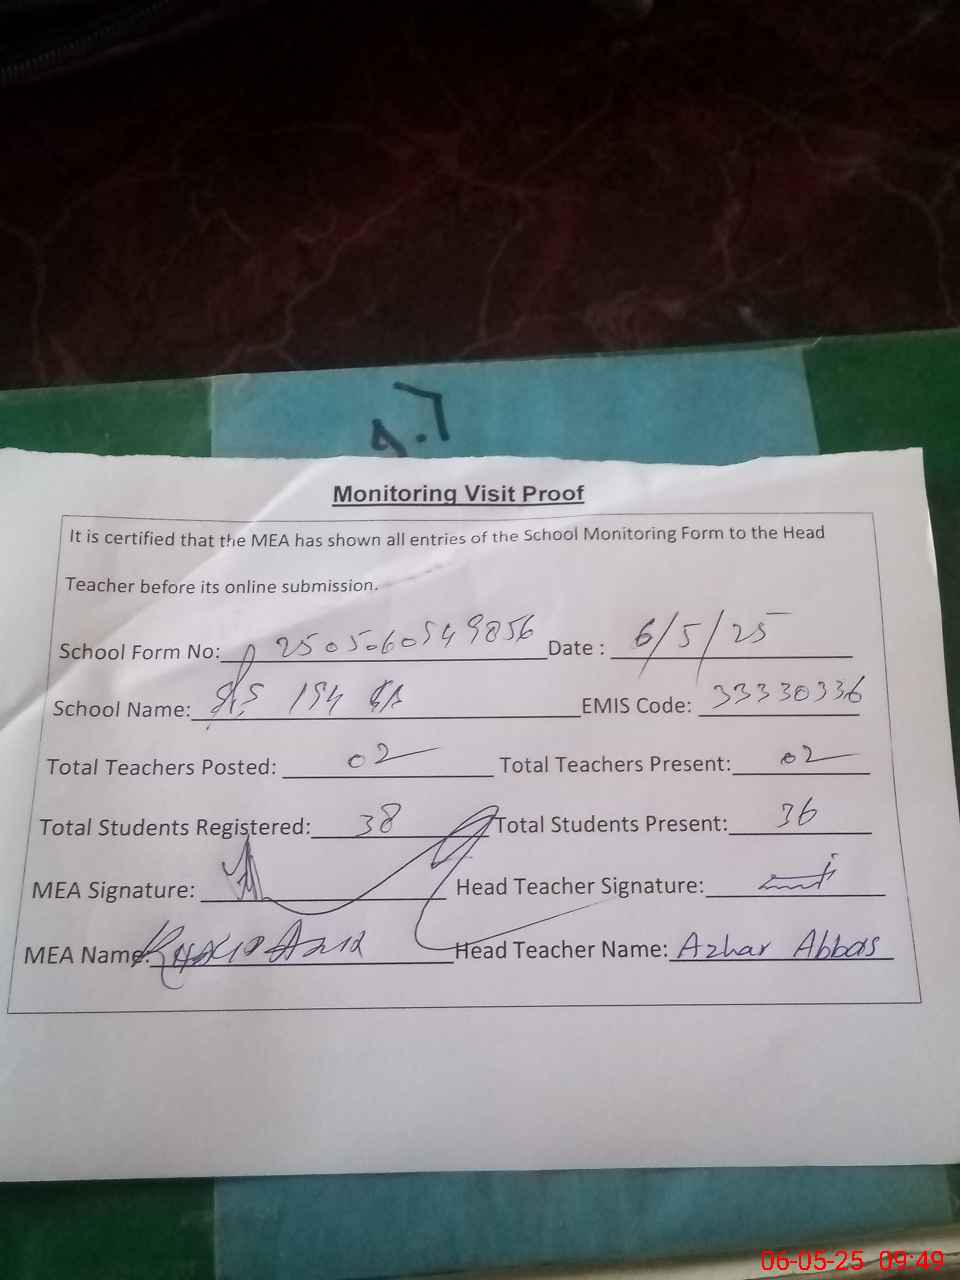 Monitoring Visit Proof
It is certified that the MEA has shown all entries of the School Monitoring Form to the Head
Teacher before its online submission.
School Form No: 2505060549856 Date : 6/5/25
School Name: 194 EMIS Code: 33330336
Total Teachers Posted: 02 Total Teachers Present: 02
Total Students Registered: 38 Total Students Present: 36
MEA Signature: Head Teacher Signature:
MEA Name Head Teacher Name: Azhar Abbas
06-05-25 09:49